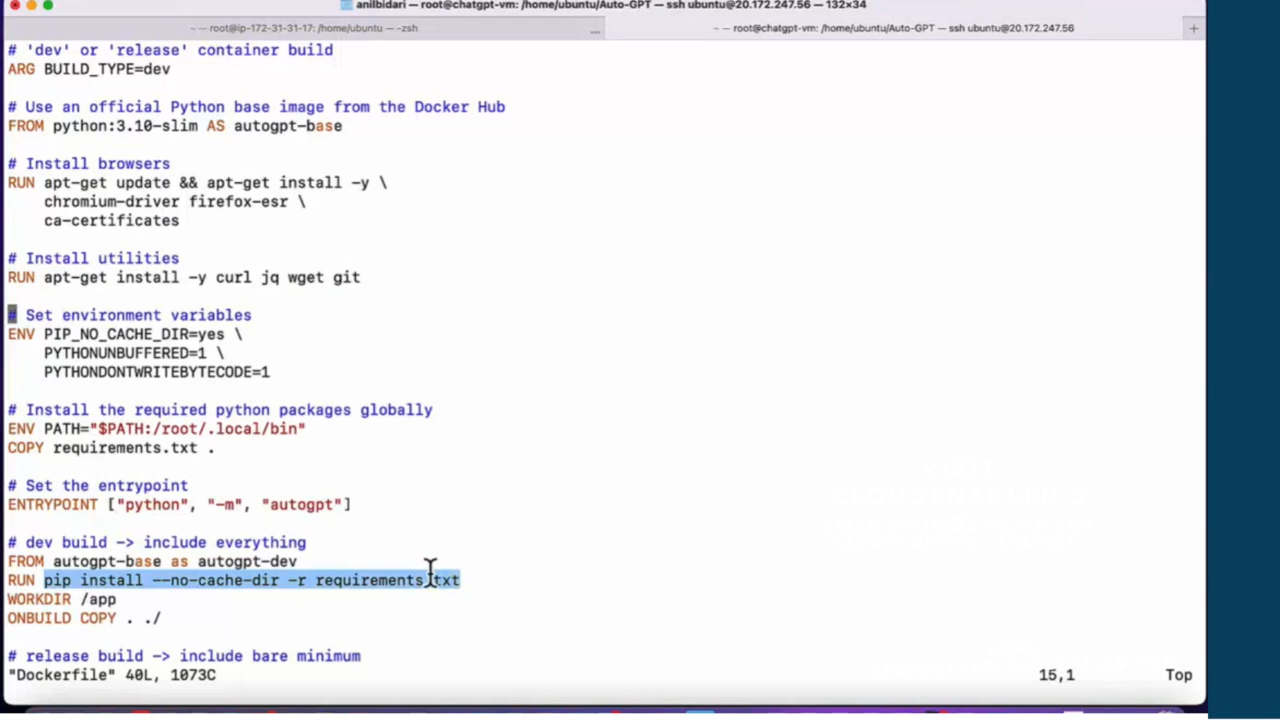 anilbidari — root@chatgpt-vm: /home/ubuntu/Auto-GPT — ssh ubuntu@20.172.247.56 — 132×34
~ — root@ip-172-31-31-17: /home/ubuntu — -zsh
... ~ — root@chatgpt-vm: /home/ubuntu/Auto-GPT — ssh ubuntu@20.172.247.56 +
# 'dev' or 'release' container build
ARG BUILD_TYPE=dev
# Use an official Python base image from the Docker Hub
FROM python:3.10-slim AS autogpt-base
# Install browsers
RUN apt-get update && apt-get install -y \
chromium-driver firefox-esr \
ca-certificates
# Install utilities
RUN apt-get install -y curl jq wget git
# Set environment variables
ENV PIP_NO_CACHE_DIR=yes \
PYTHONUNBUFFERED=1 \
PYTHONDONTWRITEBYTECODE=1
# Install the required python packages globally
ENV PATH="$PATH:/root/.local/bin"
COPY requirements.txt .
# Set the entrypoint
ENTRYPOINT ["python", "-m", "autogpt"]
# dev build -> include everything
FROM autogpt-base as autogpt-dev
RUN pip install --no-cache-dir -r requirements.txt
WORKDIR /app
ONBUILD COPY . ./
# release build -> include bare minimum
"Dockerfile" 40L, 1073C 15,1 Top